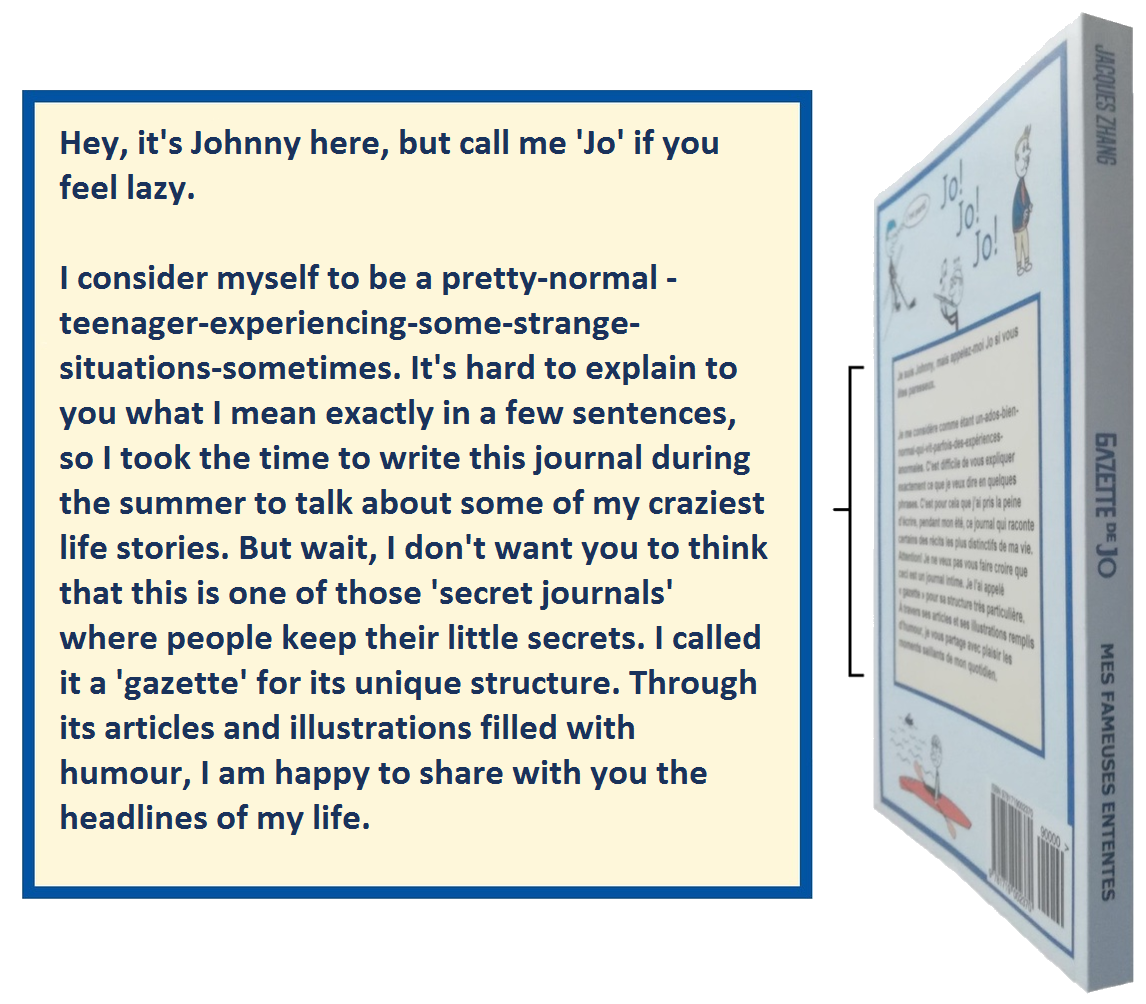 Hey, it's Johnny here, but call me 'Jo' if you
feel lazy.
I consider myself to be a pretty-normal -
teenager-experiencing-some-strange-
situations-sometimes. It's hard to explain to
you what I mean exactly in a few sentences,
so I took the time to write this journal during
the summer to talk about some of my craziest
life stories. But wait, I don't want you to think
that this is one of those 'secret journals'
where people keep their little secrets. I called
it a 'gazette' for its unique structure. Through
its articles and illustrations filled with
humour, I am happy to share with you the
headlines of my life.
Jo!
Jo!
Jo!
Je suis Johnny, mais appelez-moi Jo si vous
êtes paresseux.
Je me considère comme étant un-ados-bien-
normal-qui-vit-parfois-des-expériences-
anormales. C'est difficile de vous expliquer
exactement ce que je veux dire en quelques
phrases. C'est pour cela que j'ai pris la peine
d'écrire, pendant mon été, ce journal qui raconte
certains des récits les plus distinctifs de ma vie.
Attention! Je ne veux pas vous faire croire que
ceci est un journal intime. Je l'ai appelé
« gazette » pour sa structure très particulière.
À travers ses articles et ses illustrations remplis
d'humour, je vous partage avec plaisir les
moments saillants de mon quotidien.
90000 >
JACQUES ZHANG
GAZETTE DE JO
MES FAMEUSES ENTENTES